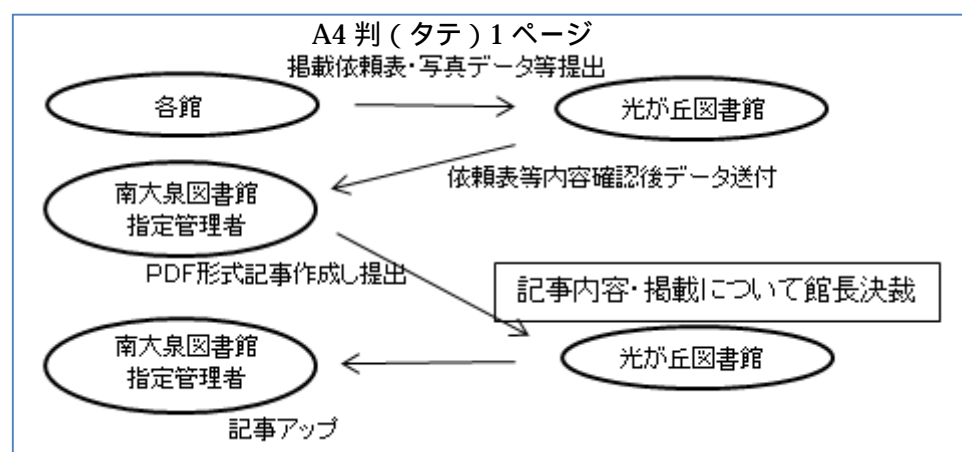 A4 判（タテ）1 ページ
掲載依頼表・写真データ等提出
各館
光が丘図書館
依頼表等内容確認後データ送付
南大泉図書館
指定管理者
PDF形式記事作成し提出
記事内容・掲載について館長決裁
南大泉図書館
指定管理者
光が丘図書館
記事アップ